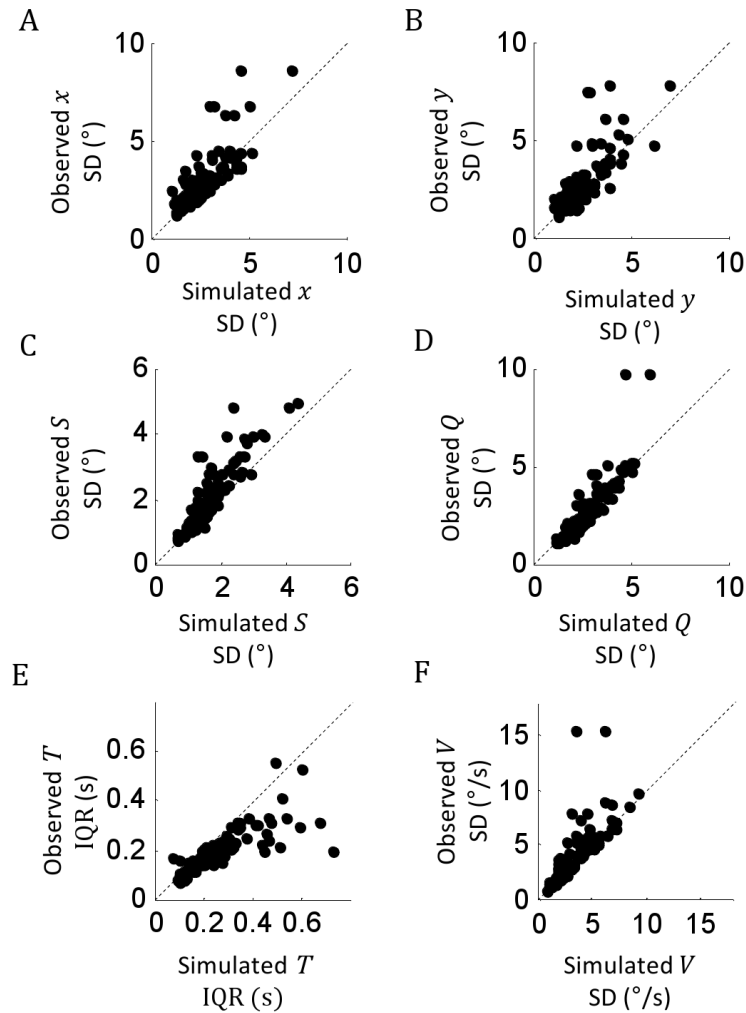 A
B
10
5
0
Observed x
SD (°)
0
5
10
Simulated x
SD (°)
10
5
0
Observed y
SD (°)
0
5
10
Simulated y
SD (°)
C
D
6
4
2
0
Observed S
SD (°)
0
2
4
6
Simulated S
SD (°)
10
5
0
Observed Q
SD (°)
0
5
10
Simulated Q
SD (°)
E
F
0.6
0.4
0.2
0
Observed T
IQR (s)
0
0.2
0.4
0.6
Simulated T
IQR (s)
15
10
5
0
Observed V
SD (°/s)
0
5
10
15
Simulated V
SD (°/s)